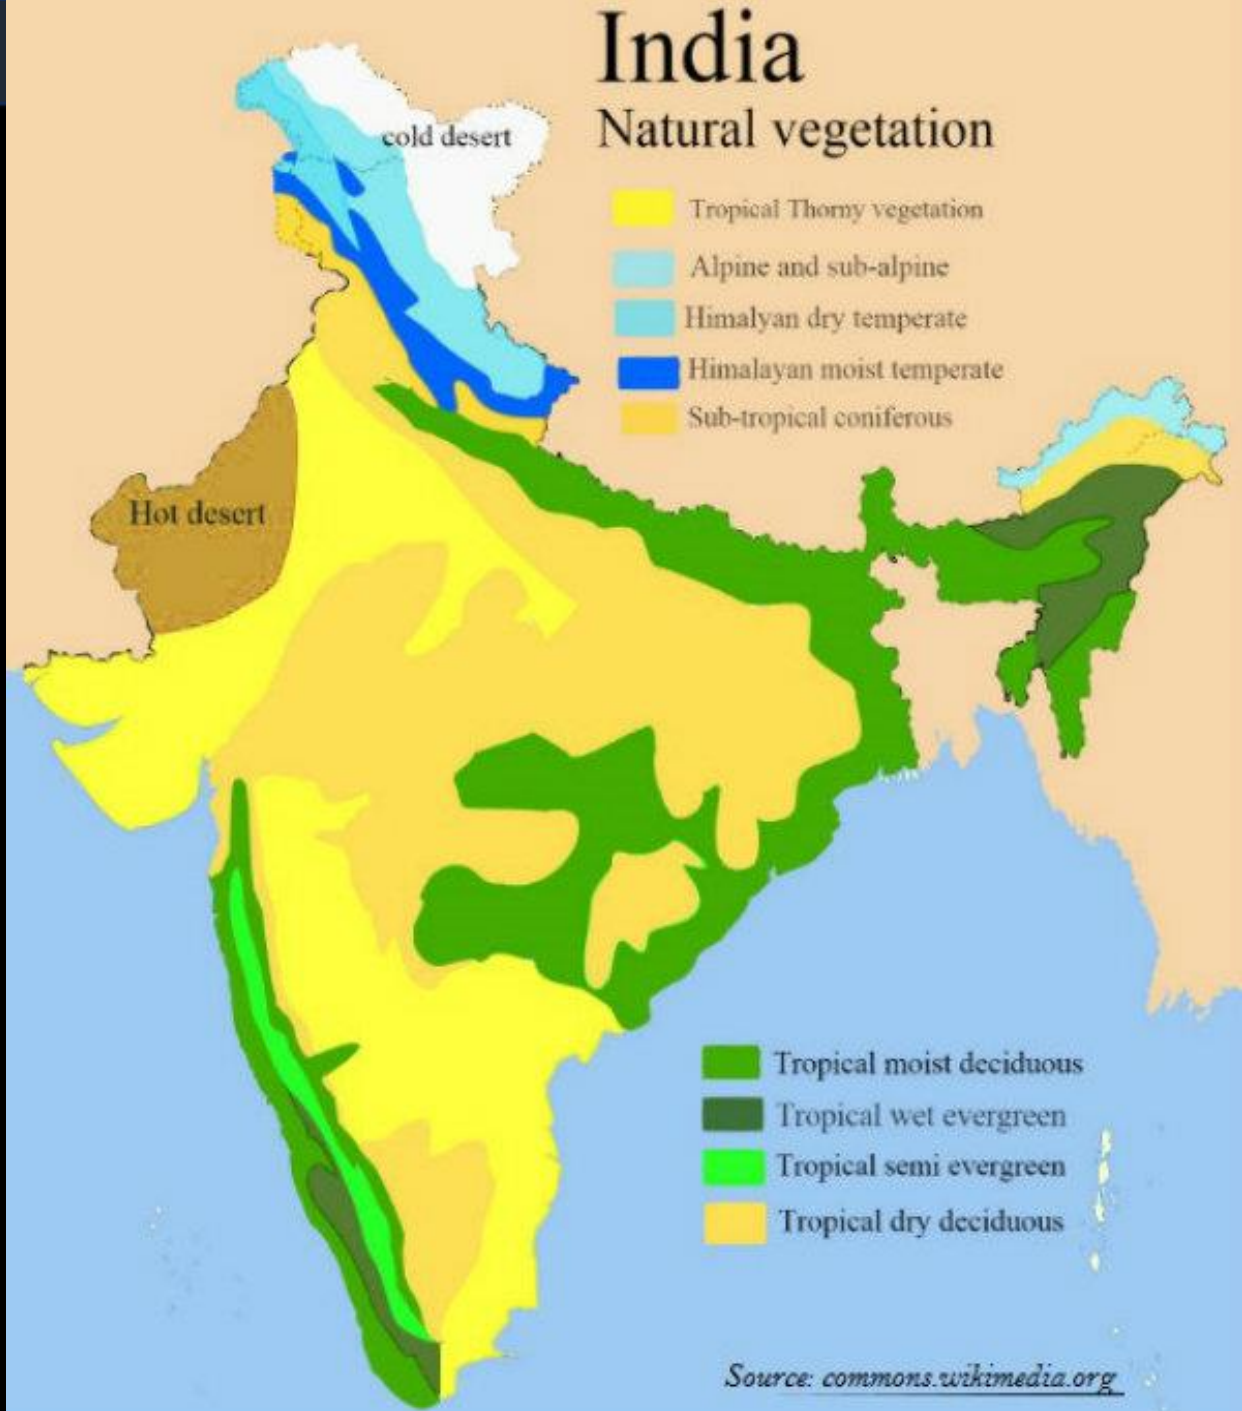 India
Natural vegetation
cold desert
Tropical Thorny vegetation
Alpine and sub-alpine
Himalyan dry temperate
Himalayan moist temperate
Sub-tropical coniferous
Hot desert
Tropical moist deciduous
Tropical wet evergreen
Tropical semi evergreen
Tropical dry deciduous
Source: commons.wikimedia.org